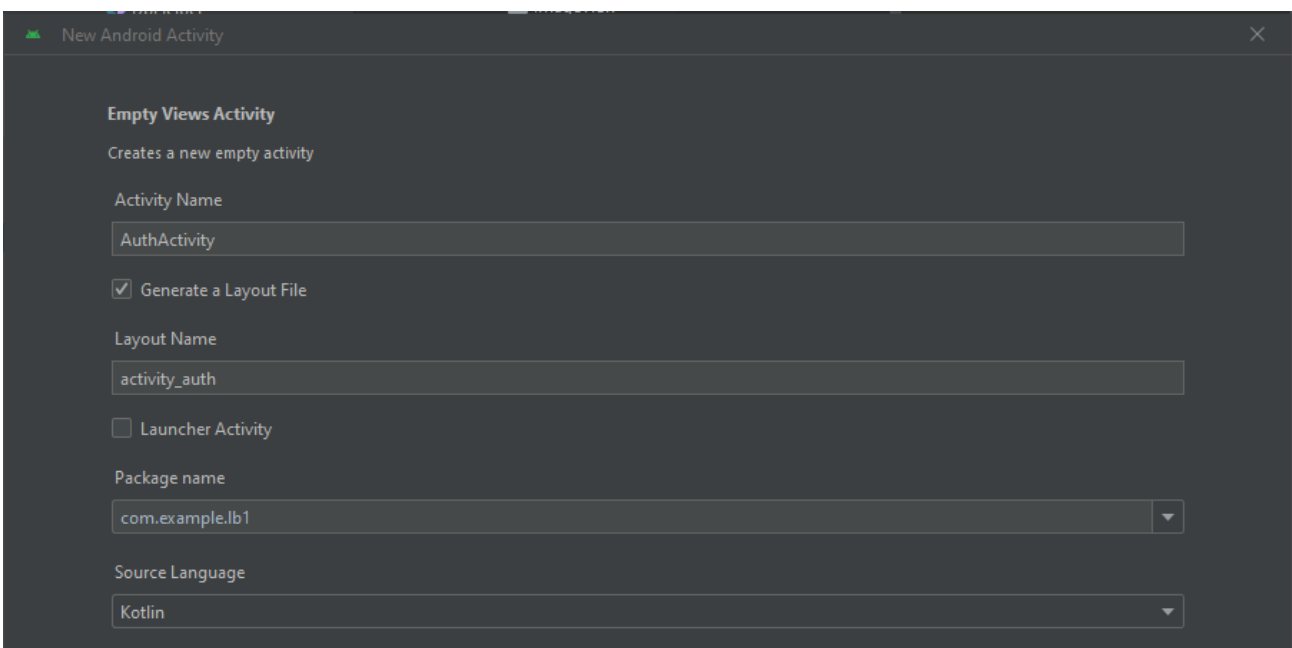 New Android Activity
Empty Views Activity
Creates a new empty activity
Activity Name
AuthActivity
Generate a Layout File
Layout Name
activity_auth
Launcher Activity
Package name
com.example.lb1
Source Language
Kotlin